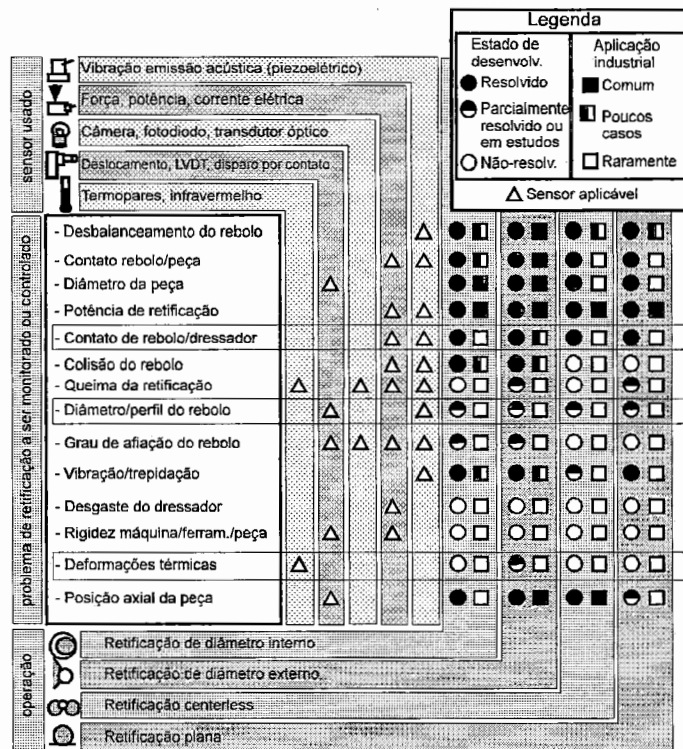 Legenda
Estado de
desenvolv.
Resolvido
Parcialmente
resolvido ou
em estudos
Não-resolv.
Aplicação
industrial
Comum
Poucos
casos
Raramente
Sensor aplicável
sensor usado
Vibração emissão acústica (piezoelétrico)
Força, potência, corrente elétrica
Câmera, fotodiodo, transdutor óptico
Deslocamento, LVDT, disparo por contato
Termopares, infravermelho
problema de retificação a ser monitorado ou controlado
- Desbalanceamento do rebolo
- Contato rebolo/peça
- Diâmetro da peça
- Potência de retificação
- Contato de rebolo/dressador
- Colisão do rebolo
- Queima da retificação
- Diâmetro/perfil do rebolo
- Grau de afiação do rebolo
- Vibração/trepidação
- Desgaste do dressador
- Rigidez máquina/ferram./peça
- Deformações térmicas
- Posição axial da peça
operação
Retificação de diâmetro interno
Retificação de diâmetro externo
Retificação centerless
Retificação plana